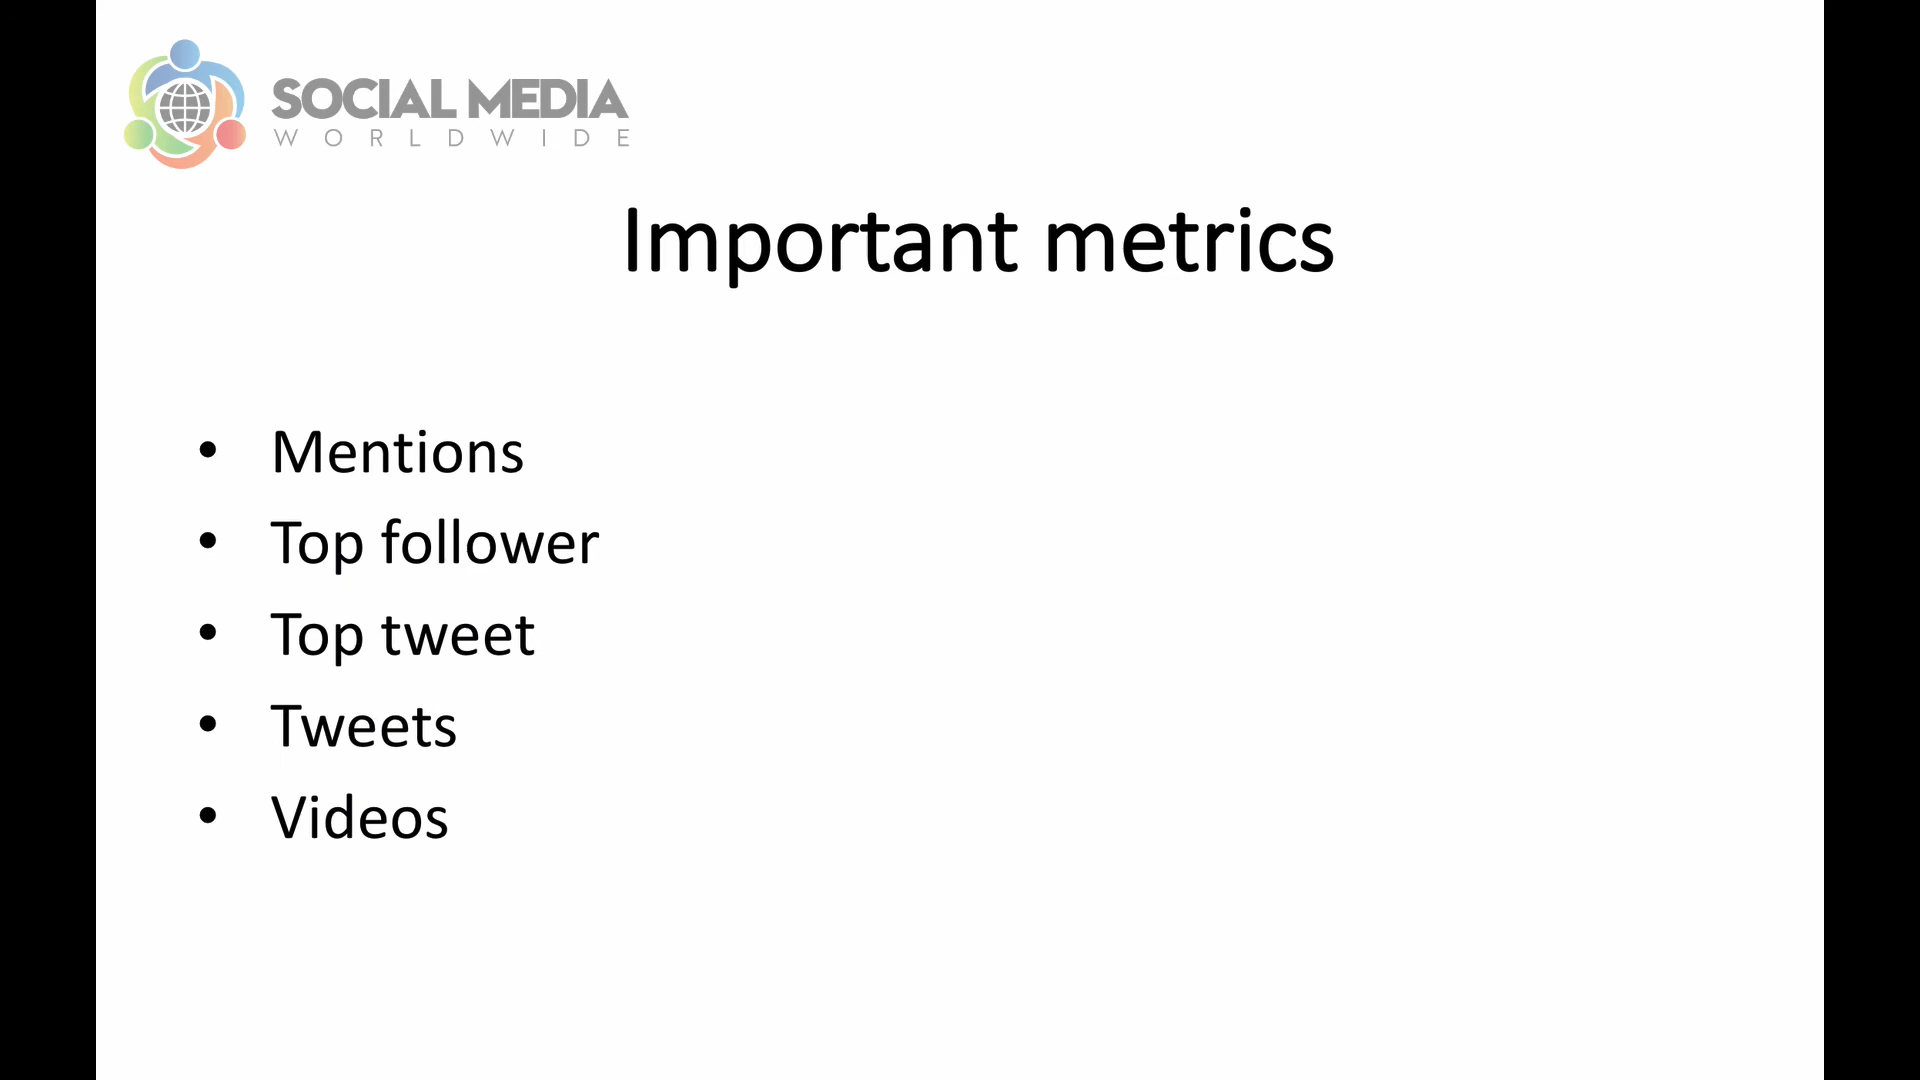 SOCIAL MEDIA
WORLDWIDE
Important metrics
• Mentions
• Top follower
• Top tweet
• Tweets
• Videos